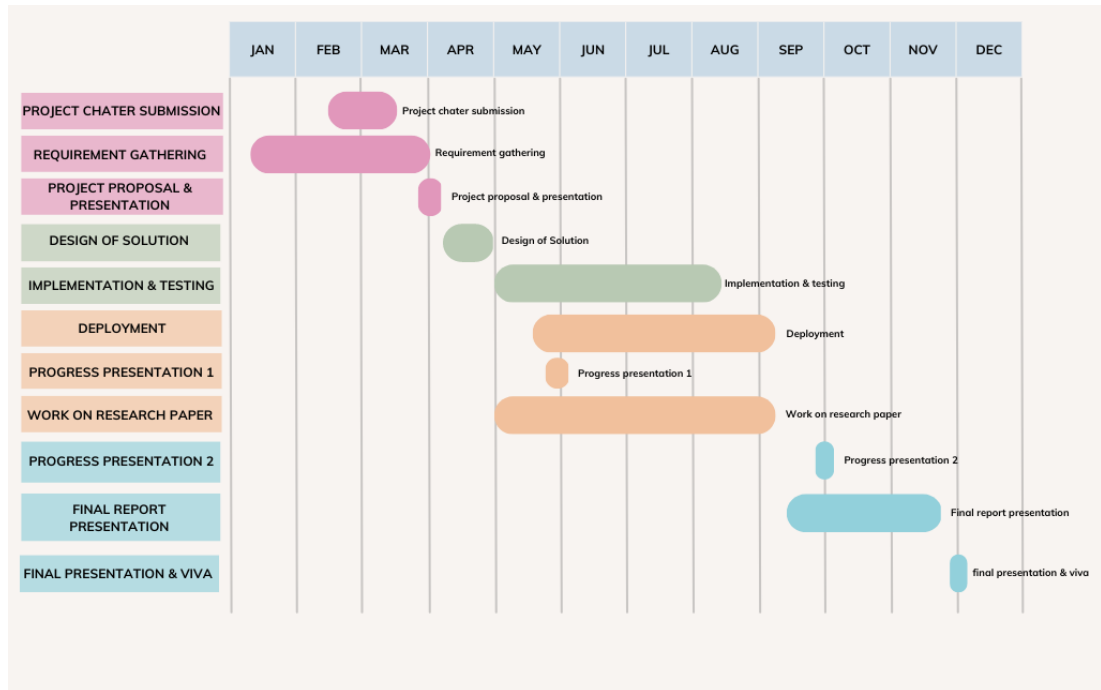 JAN FEB MAR APR MAY JUN JUL AUG SEP OCT NOV DEC
PROJECT CHATER SUBMISSION
Project chater submission
REQUIREMENT GATHERING
Requirement gathering
PROJECT PROPOSAL &
PRESENTATION
Project proposal & presentation
DESIGN OF SOLUTION
Design of Solution
IMPLEMENTATION & TESTING
Implementation & testing
DEPLOYMENT
Deployment
PROGRESS PRESENTATION 1
Progress presentation 1
WORK ON RESEARCH PAPER
Work on research paper
PROGRESS PRESENTATION 2
Progress presentation 2
FINAL REPORT
PRESENTATION
Final report presentation
FINAL PRESENTATION & VIVA
final presentation & viva